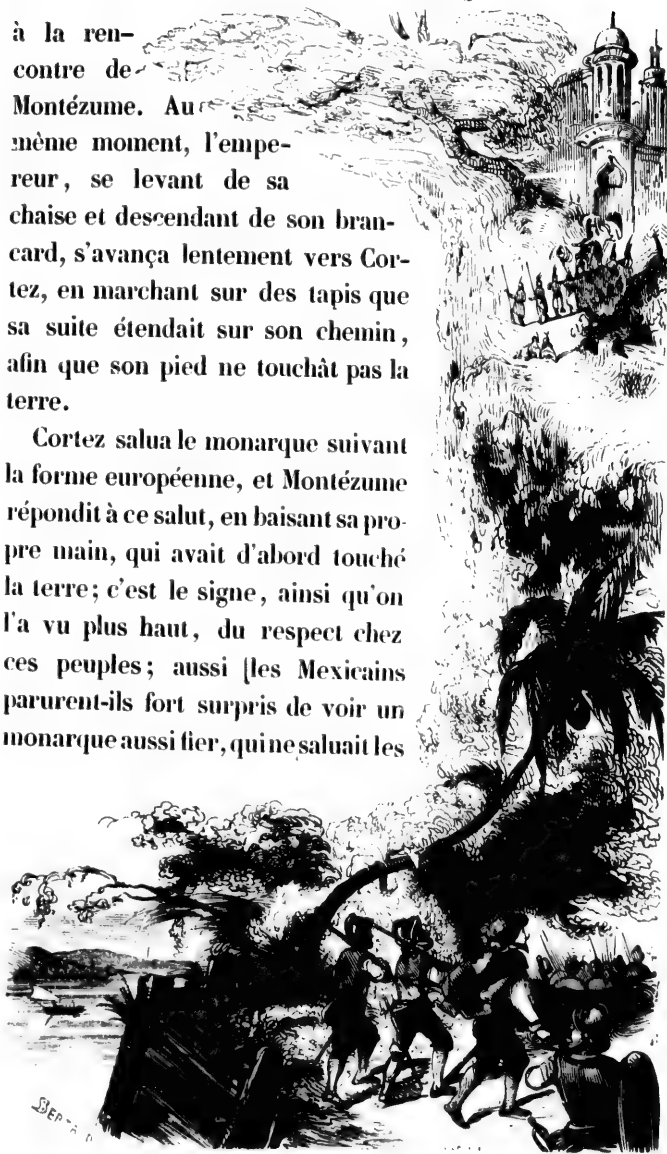 à la ren-
contre de
Montézume. Au
même moment, l'empe-
reur, se levant de sa
chaise et descendant de son bran-
card, s'avança lentement vers Cor-
tez, en marchant sur des tapis que
sa suite étendait sur son chemin,
afin que son pied ne touchât pas la
terre.
Cortez salua le monarque suivant
la forme européenne, et Montézume
répondit à ce salut, en baisant sa pro-
pre main, qui avait d'abord touché
la terre; c'est le signe, ainsi qu'on
l'a vu plus haut, du respect chez
ces peuples; aussi les Mexicains
parurent-ils fort surpris de voir un
monarque aussi fier, qui ne saluait les